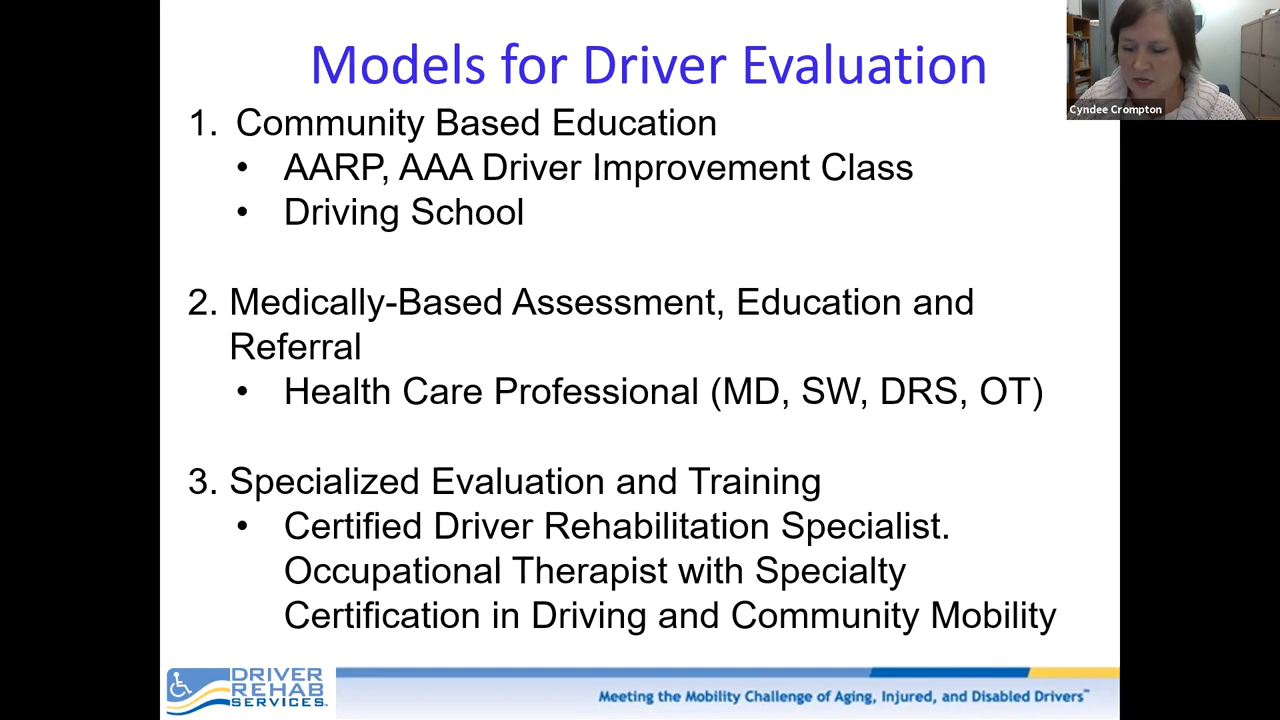 Models for Driver Evaluation
Cyndee Crompton
1. Community Based Education
• AARP, AAA Driver Improvement Class
• Driving School
2. Medically-Based Assessment, Education and
Referral
• Health Care Professional (MD, SW, DRS, OT)
3. Specialized Evaluation and Training
• Certified Driver Rehabilitation Specialist.
Occupational Therapist with Specialty
Certification in Driving and Community Mobility
DRIVER
REHAB
SERVICES
Meeting the Mobility Challenge of Aging, Injured, and Disabled Drivers℠